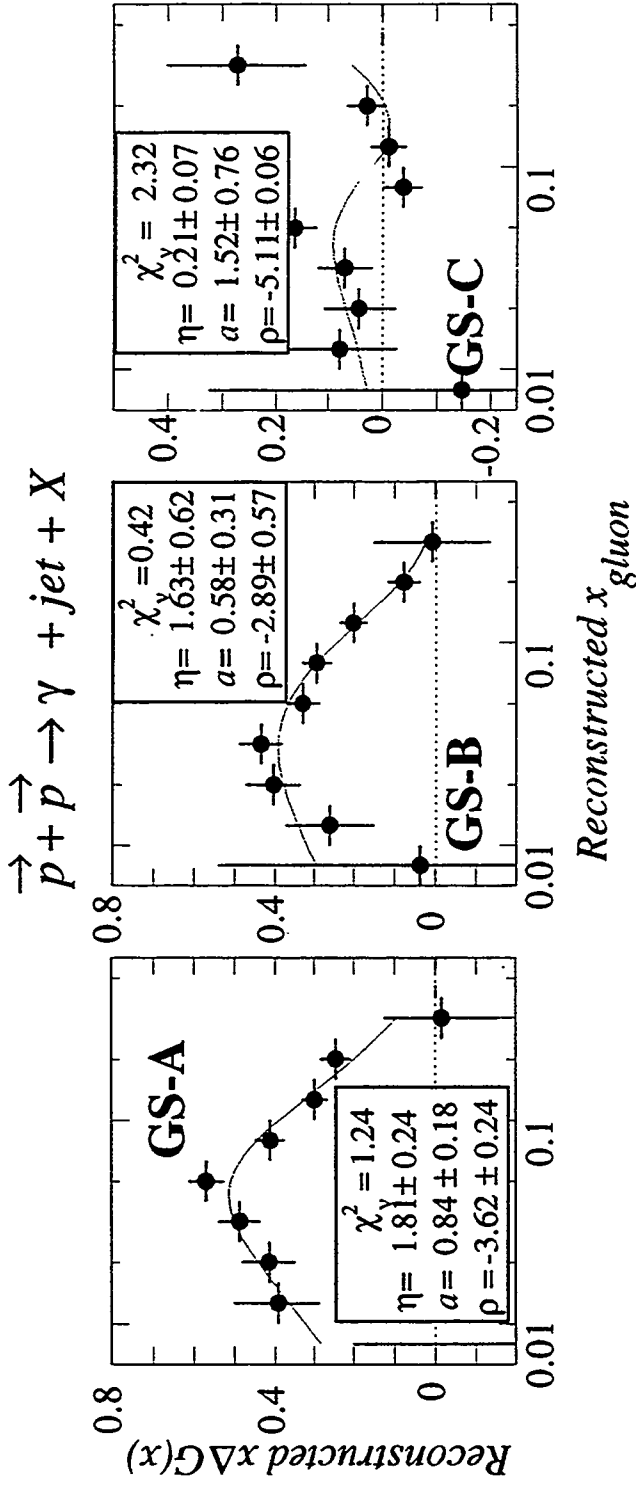 p + p → γ + jet + X
Reconstructed xΔG(x)
0.8
0.4
0
0.01
0.1
GS-A
χ²ᵥ = 1.24
η= 1.81± 0.24
a= 0.84 ± 0.18
ρ = -3.62 ± 0.24
0.8
0.4
0
0.01
0.1
GS-B
χ²ᵥ =0.42
η= 1.63± 0.62
a= 0.58± 0.31
ρ= -2.89± 0.57
0.4
0.2
0
-0.2
0.01
0.1
GS-C
χ²ᵥ = 2.32
η= 0.21± 0.07
a= 1.52± 0.76
ρ= -5.11± 0.06
Reconstructed x gluon